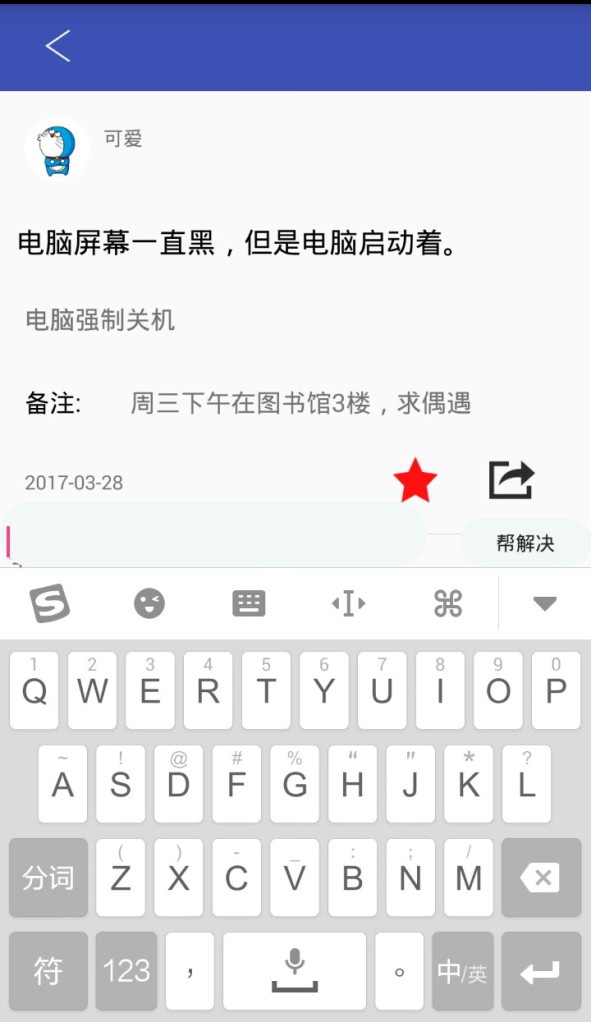 可爱
电脑屏幕一直黑，但是电脑启动着。
电脑强制关机
备注: 周三下午在图书馆3楼，求偶遇
2017-03-28
帮解决
1 2 3 4 5 6 7 8 9 0
Q W E R T Y U I O P
~ ! @ # % “ ” * ?
A S D F G H J K L
( ) - _ : ; /
分词 Z X C V B N M
符 123 ， 。 中/英